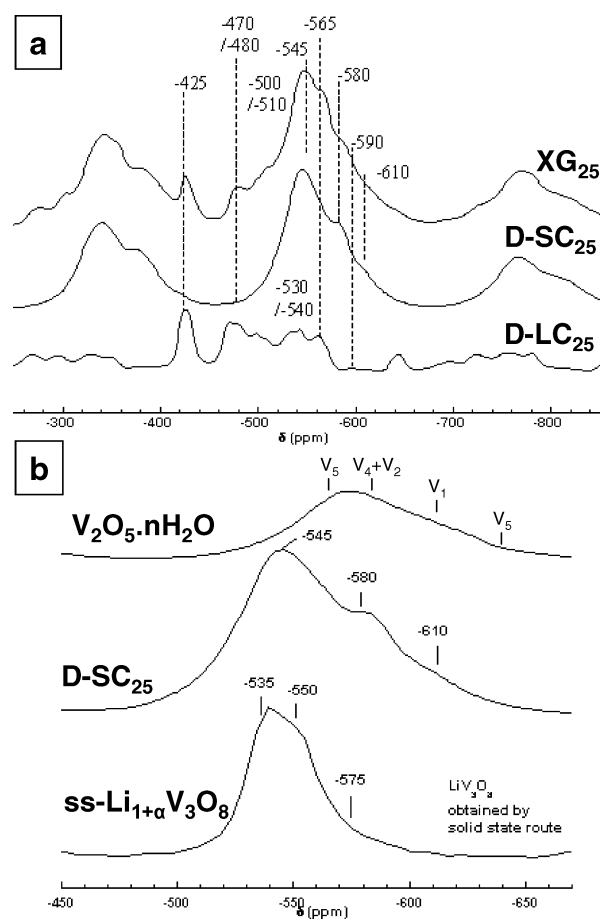 a
-470
/-480
-565
-545
-425
-500
/-510
-580
-590
-610
XG25
D-SC25
-530
/-540
D-LC25
-300 -400 -500 -600 -700 -800
δ (ppm)
b
V5 V4+V2
V1
V5
V2O5.nH2O
-545
-580
-610
D-SC25
-535
-550
-575
ss-Li1+αV3O8
LiV3O8
obtained by
solid state route
-450 -500 -550 -600 -650
δ (ppm)